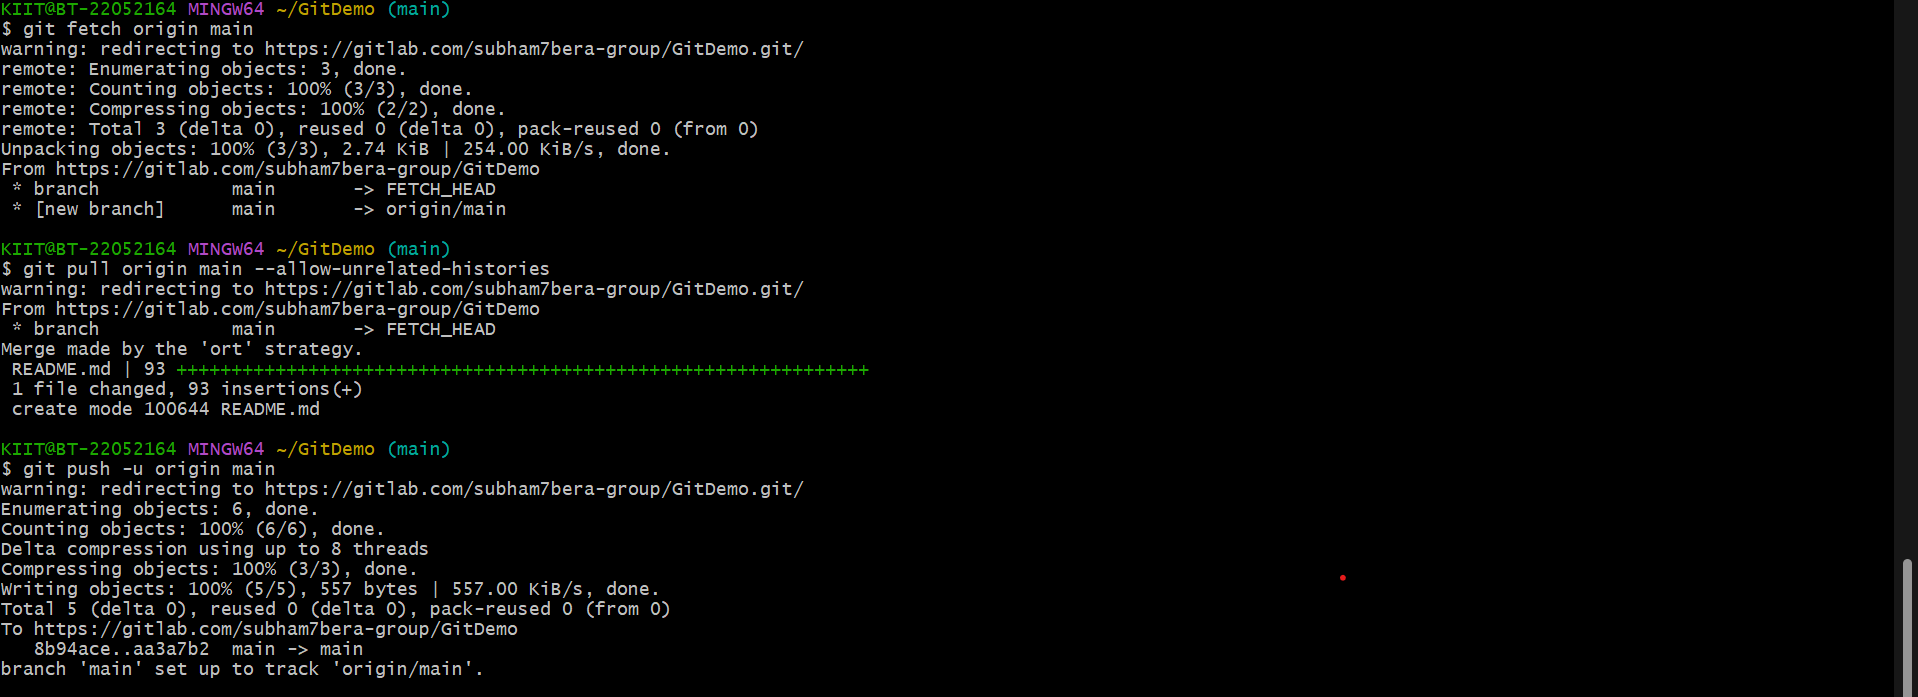 KIIT@BT-22052164 MINGW64 ~/GitDemo (main)
$ git fetch origin main
warning: redirecting to https://gitlab.com/subham7bera-group/GitDemo.git/
remote: Enumerating objects: 3, done.
remote: Counting objects: 100% (3/3), done.
remote: Compressing objects: 100% (2/2), done.
remote: Total 3 (delta 0), reused 0 (delta 0), pack-reused 0 (from 0)
Unpacking objects: 100% (3/3), 2.74 KiB | 254.00 KiB/s, done.
From https://gitlab.com/subham7bera-group/GitDemo
 * branch            main       -> FETCH_HEAD
 * [new branch]      main       -> origin/main

KIIT@BT-22052164 MINGW64 ~/GitDemo (main)
$ git pull origin main --allow-unrelated-histories
warning: redirecting to https://gitlab.com/subham7bera-group/GitDemo.git/
From https://gitlab.com/subham7bera-group/GitDemo
 * branch            main       -> FETCH_HEAD
Merge made by the 'ort' strategy.
 README.md | 93 +++++++++++++++++++++++++++++++++++++++++++++++++++++++++++++++
 1 file changed, 93 insertions(+)
 create mode 100644 README.md

KIIT@BT-22052164 MINGW64 ~/GitDemo (main)
$ git push -u origin main
warning: redirecting to https://gitlab.com/subham7bera-group/GitDemo.git/
Enumerating objects: 6, done.
Counting objects: 100% (6/6), done.
Delta compression using up to 8 threads
Compressing objects: 100% (3/3), done.
Writing objects: 100% (5/5), 557 bytes | 557.00 KiB/s, done.
Total 5 (delta 0), reused 0 (delta 0), pack-reused 0 (from 0)
To https://gitlab.com/subham7bera-group/GitDemo
   8b94ace..aa3a7b2  main -> main
branch 'main' set up to track 'origin/main'.